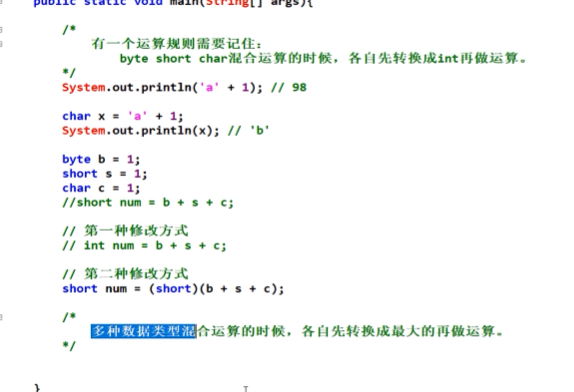 public static void main(String[] args){
/*
有一个运算规则需要记住：
byte short char混合运算的时候，各自先转换成int再做运算。
*/
System.out.println('a' + 1); // 98
char x = 'a' + 1;
System.out.println(x); // 'b'
byte b = 1;
short s = 1;
char c = 1;
//short num = b + s + c;
// 第一种修改方式
// int num = b + s + c;
// 第二种修改方式
short num = (short)(b + s + c);
/*
多种数据类型混合运算的时候，各自先转换成最大的再做运算。
*/
}